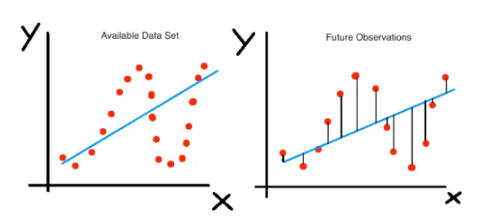 Y
Available Data Set
X
Y
Future Observations
X